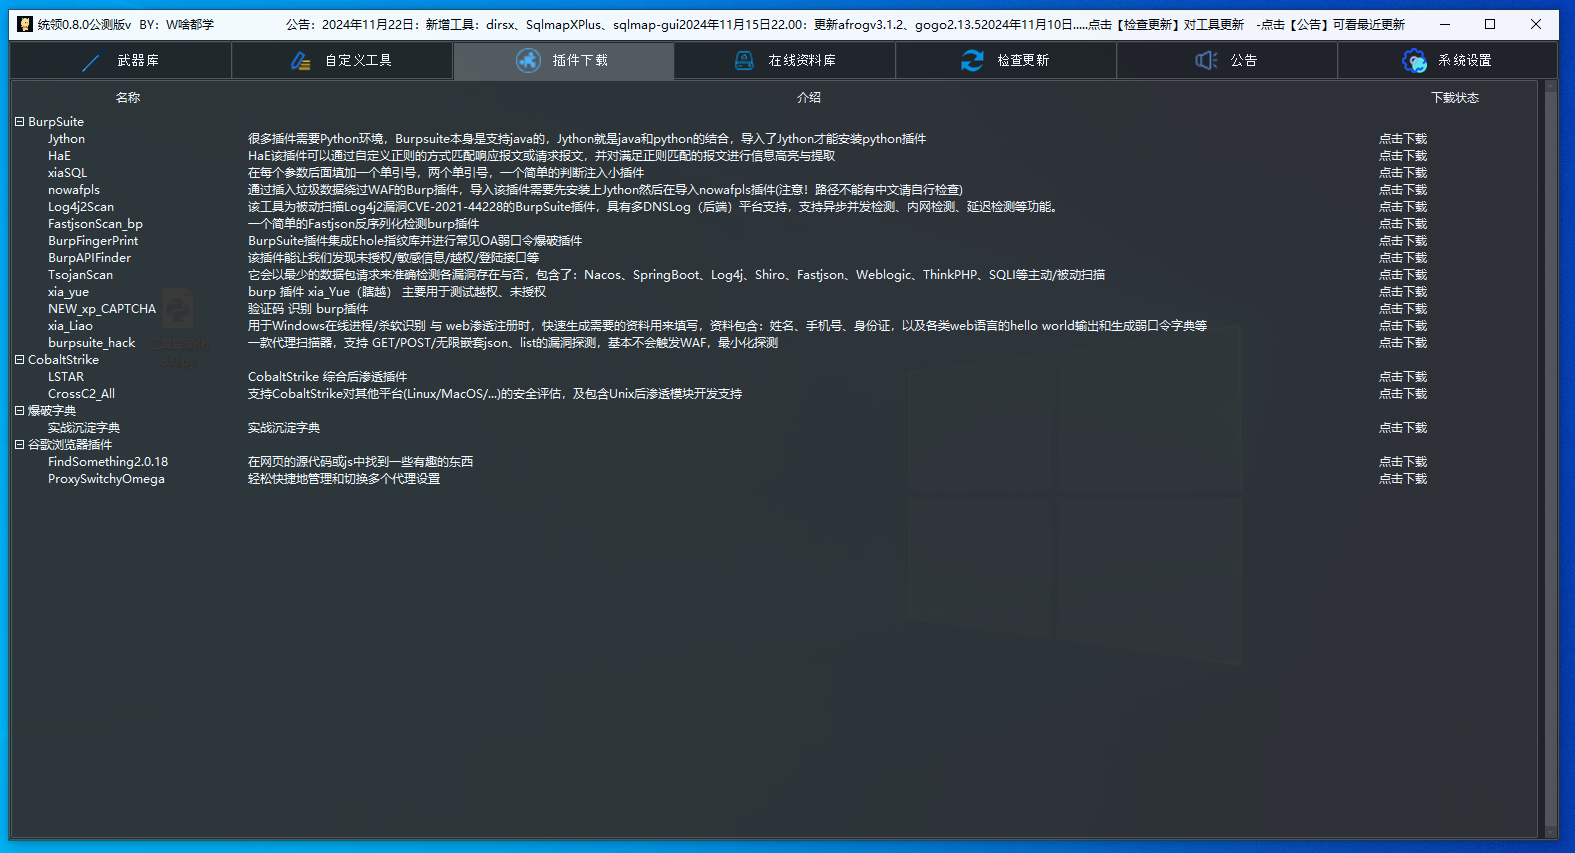 统领0.8.0公测版v BY：W啥都学 公告：2024年11月22日：新增工具：dirsx、SqlmapXPlus、sqlmap-gui2024年11月15日22.00：更新afrogv3.1.2、gogo2.13.52024年11月10日.....点击【检查更新】对工具更新 -点击【公告】可看最近更新
武器库 自定义工具 插件下载 在线资料库 检查更新 公告 系统设置
名称 介绍 下载状态
BurpSuite
Jython 很多插件需要Python环境，Burpsuite本身是支持java的，Jython就是java和python的结合，导入了Jython才能安装python插件 点击下载
HaE HaE该插件可以通过自定义正则的方式匹配响应报文或请求报文，并对满足正则匹配的报文进行信息高亮与提取 点击下载
xiaSQL 在每个参数后面填加一个单引号，两个单引号，一个简单的判断注入小插件 点击下载
nowafpls 通过插入垃圾数据绕过WAF的Burp插件，导入该插件需要先安装上Jython然后在导入nowafpls插件(注意！路径不能有中文请自行检查) 点击下载
Log4j2Scan 该工具为被动扫描Log4j2漏洞CVE-2021-44228的BurpSuite插件，具有多DNSLog（后端）平台支持，支持异步并发检测、内网检测、延迟检测等功能。 点击下载
FastjsonScan_bp 一个简单的Fastjson反序列化检测burp插件 点击下载
BurpFingerPrint BurpSuite插件集成Ehole指纹库并进行常见OA弱口令爆破插件 点击下载
BurpAPIFinder 该插件能让我们发现未授权/敏感信息/越权/登陆接口等 点击下载
TsojanScan 它会以最少的数据包请求来准确检测各漏洞存在与否，包含了：Nacos、SpringBoot、Log4j、Shiro、Fastjson、Weblogic、ThinkPHP、SQLI等主动/被动扫描 点击下载
xia_yue burp 插件 xia_Yue（瞎越） 主要用于测试越权、未授权 点击下载
NEW_xp_CAPTCHA 验证码 识别 burp插件 点击下载
xia_Liao 用于Windows在线进程/杀软识别 与 web渗透注册时，快速生成需要的资料用来填写，资料包含：姓名、手机号、身份证，以及各类web语言的hello world输出和生成弱口令字典等 点击下载
burpsuite_hack 一款代理扫描器，支持 GET/POST/无限嵌套json、list的漏洞探测，基本不会触发WAF，最小化探测 点击下载
CobaltStrike
LSTAR CobaltStrike 综合后渗透插件 点击下载
CrossC2_All 支持CobaltStrike对其他平台(Linux/MacOS/...)的安全评估，及包含Unix后渗透模块开发支持 点击下载
爆破字典
实战沉淀字典 实战沉淀字典 点击下载
谷歌浏览器插件
FindSomething2.0.18 在网页的源代码或js中找到一些有趣的东西 点击下载
ProxySwitchyOmega 轻松快捷地管理和切换多个代理设置 点击下载